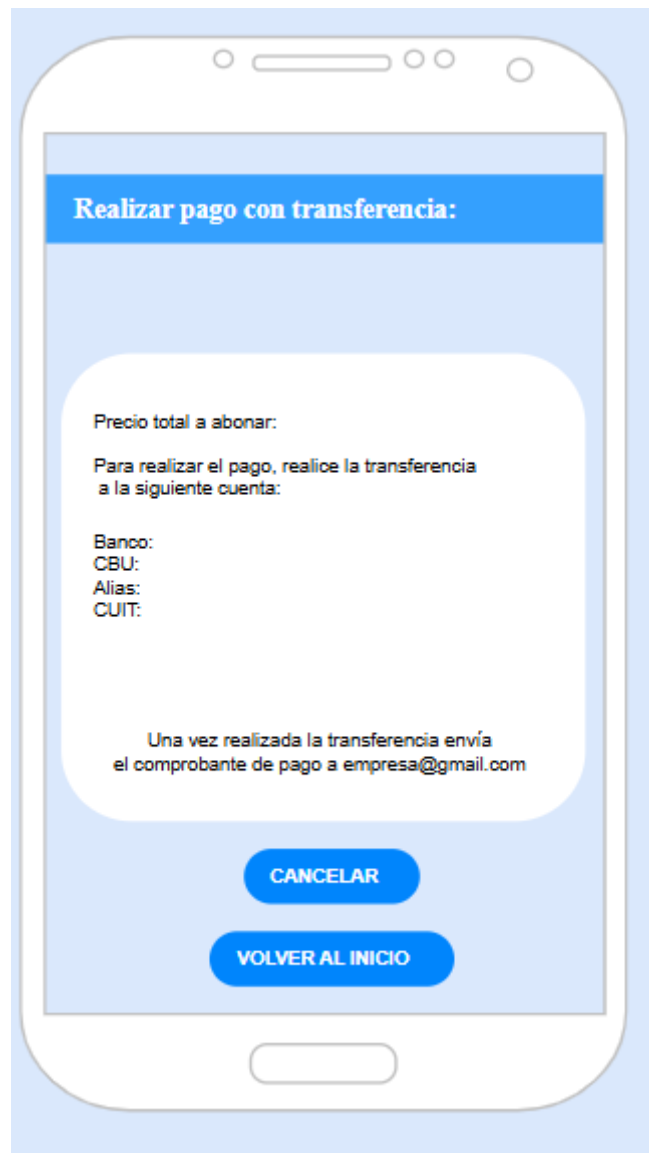 Realizar pago con transferencia:
Precio total a abonar:
Para realizar el pago, realice la transferencia
a la siguiente cuenta:
Banco:
CBU:
Alias:
CUIT:
Una vez realizada la transferencia envía
el comprobante de pago a empresa@gmail.com
CANCELAR
VOLVER AL INICIO